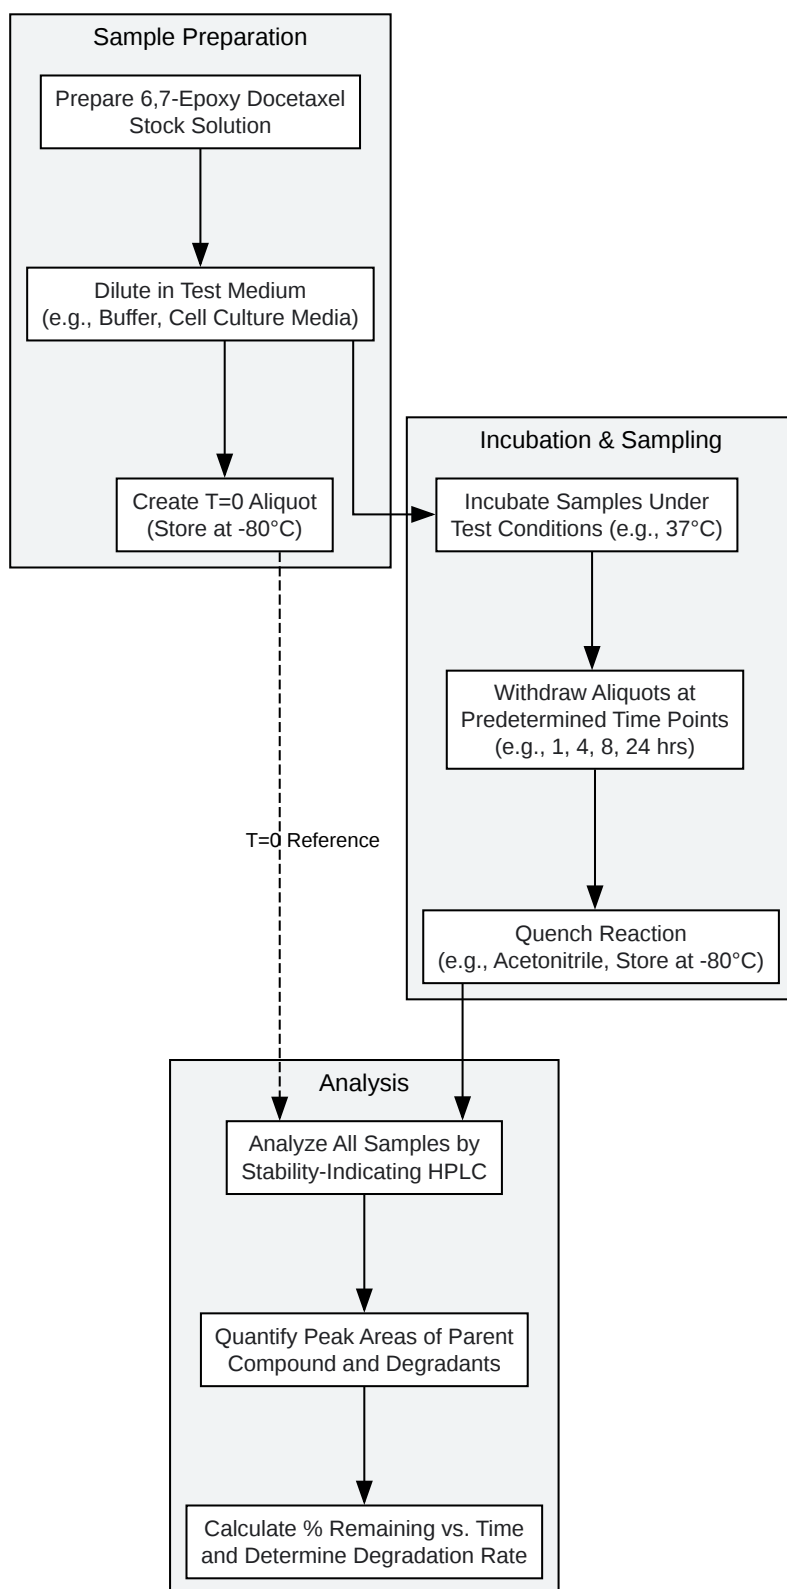 Sample Preparation
Prepare 6,7-Epoxy Docetaxel
Stock Solution
Dilute in Test Medium
(e.g., Buffer, Cell Culture Media)
Create T=0 Aliquot
(Store at -80°C)
Incubation & Sampling
Incubate Samples Under
Test Conditions (e.g., 37°C)
Withdraw Aliquots at
Predetermined Time Points
(e.g., 1, 4, 8, 24 hrs)
T=0 Reference
Quench Reaction
(e.g., Acetonitrile, Store at -80°C)
Analysis
Analyze All Samples by
Stability-Indicating HPLC
Quantify Peak Areas of Parent
Compound and Degradants
Calculate % Remaining vs. Time
and Determine Degradation Rate